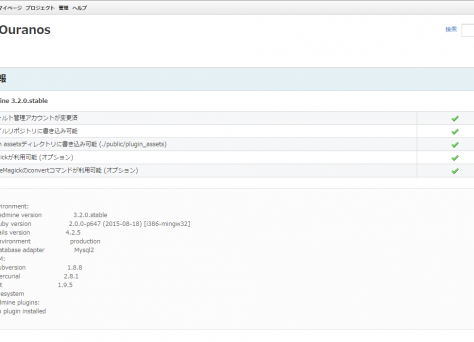 マイページ プロジェクト 管理 ヘルプ
Ouranos
検索
報
mine 3.2.0.stable
ォルト管理アカウントが変更済
イルリポジトリに書き込み可能
n assetsディレクトリに書き込み可能 (./public/plugin_assets)
ickが利用可能 (オプション)
eMagickのconvertコマンドが利用可能 (オプション)
ironment:
edmine version 3.2.0.stable
uby version 2.0.0-p647 (2015-08-18) [i386-mingw32]
ails version 4.2.5
nvironment production
atabase adapter Mysql2
M:
ubversion 1.8.8
ercurial 2.8.1
t 1.9.5
lesystem
dmine plugins:
o plugin installed